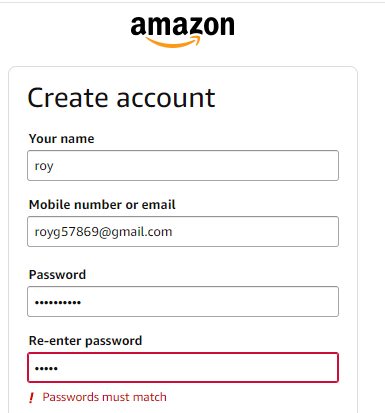 amazon
Create account
Your name
roy
Mobile number or email
royg57869@gmail.com
Password
••••••••••
Re-enter password
•••••
! Passwords must match